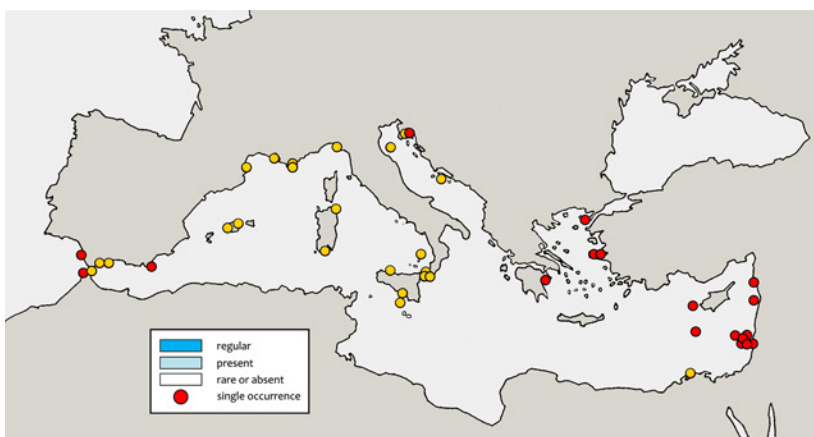 regular
present
rare or absent
single occurrence